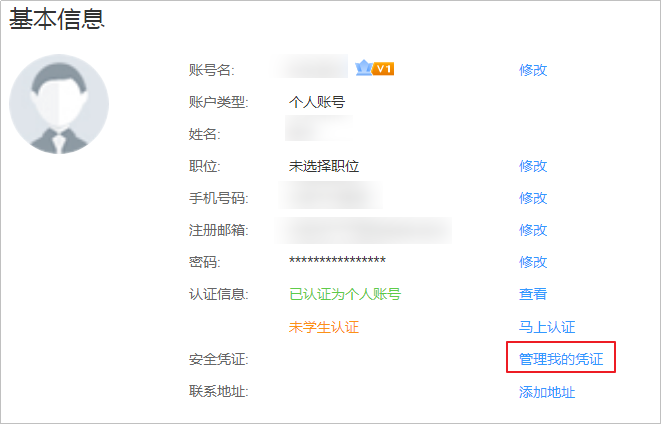 基本信息
账号名: V1 修改
账户类型: 个人账号
姓名:
职位: 未选择职位 修改
手机号码: 修改
注册邮箱: 修改
密码: **************** 修改
认证信息: 已认证为个人账号 查看
未学生认证 马上认证
安全凭证: 管理我的凭证
联系地址: 添加地址